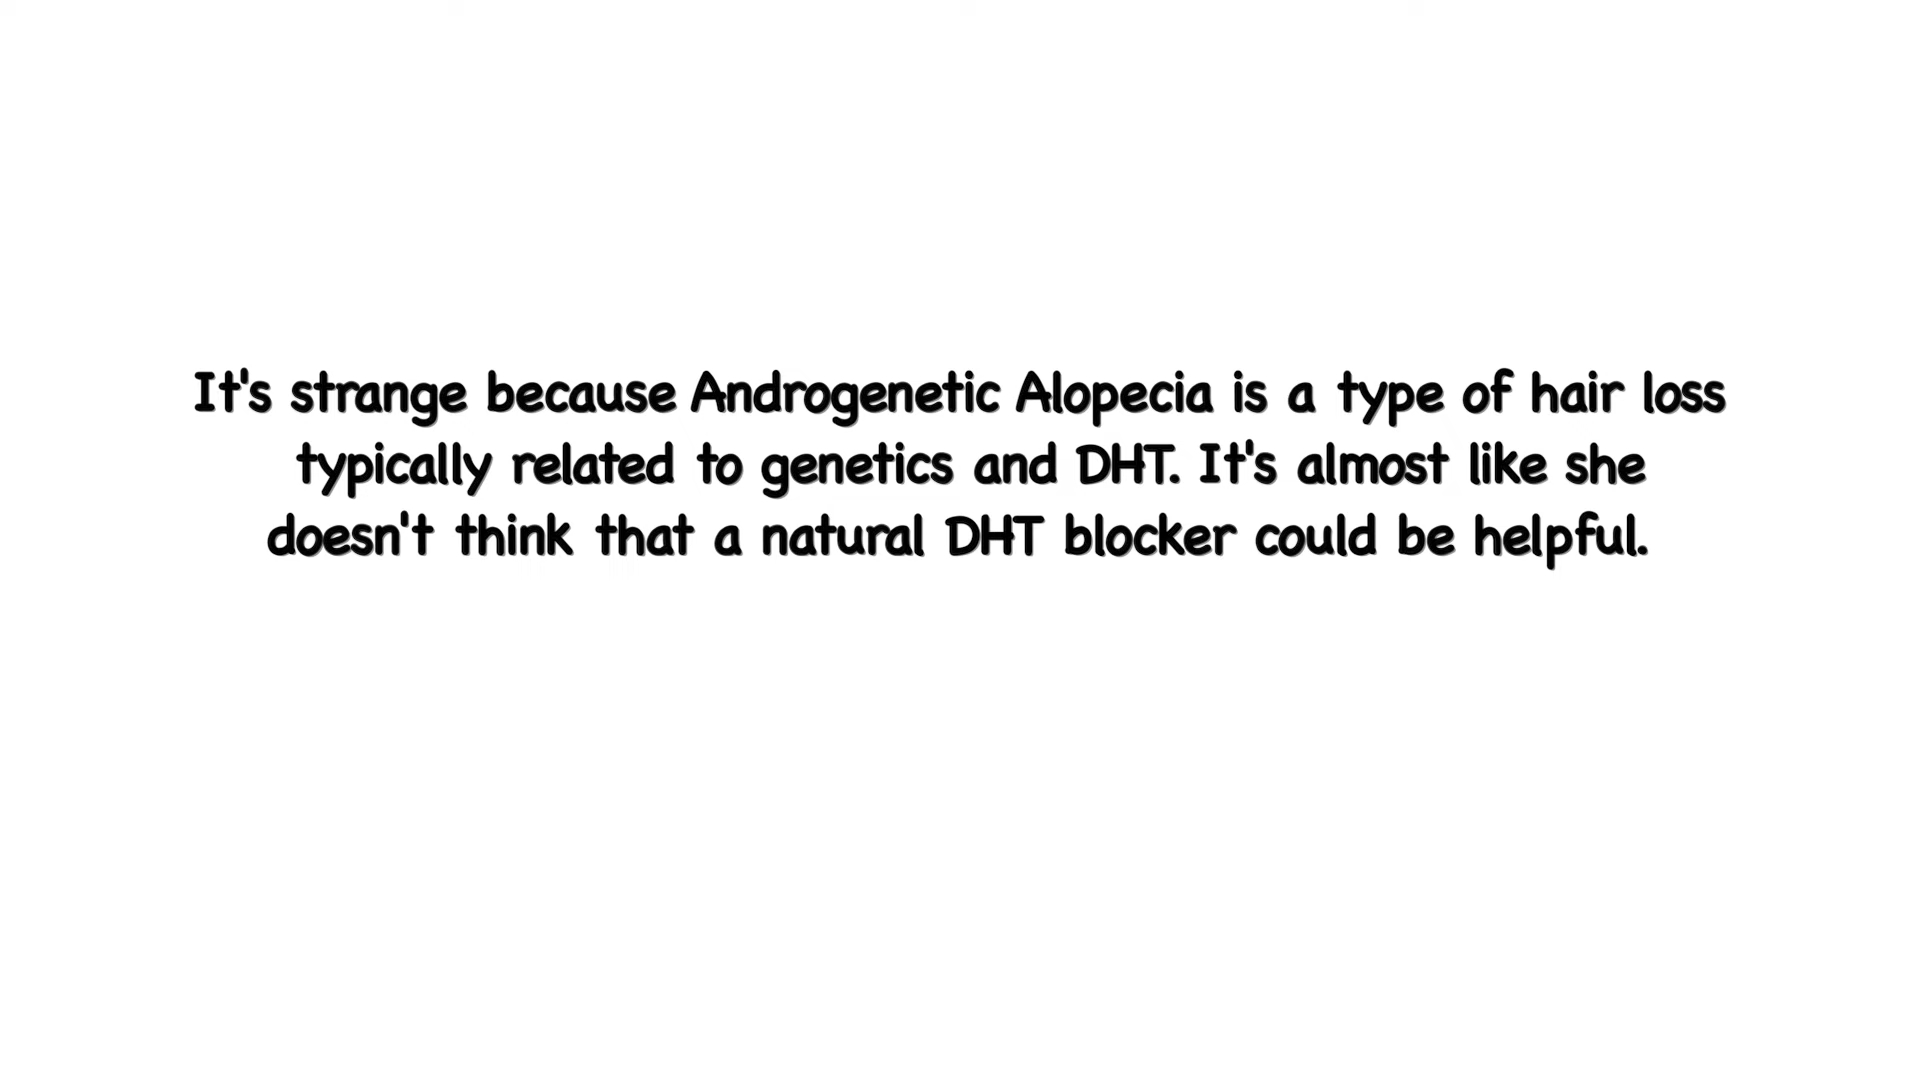 It's strange because Androgenetic Alopecia is a type of hair loss
typically related to genetics and DHT. It's almost like she
doesn't think that a natural DHT blocker could be helpful.